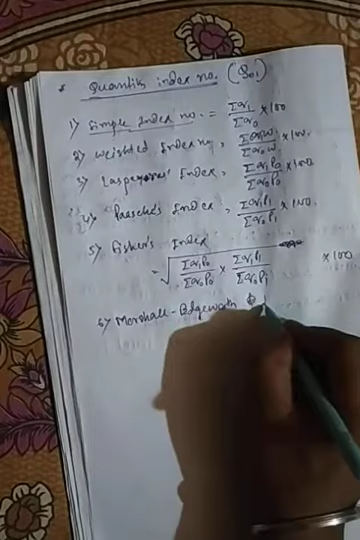 * Quantity index no. (Q01)
1) Simple Index no. = Σq1/Σq0 × 100
2) Weighted Index no, Σq1w/Σq0w × 100.
3) Laspeyres' Index, Σq1P0/Σq0P0 × 100
4) Paasche's Index, Σq1P1/Σq0P1 × 100.
5) Fisher's Index
= √ Σq1P0/Σq0P0 × Σq1P1/Σq0P1 × 100
6) Marshall-Edgeworth